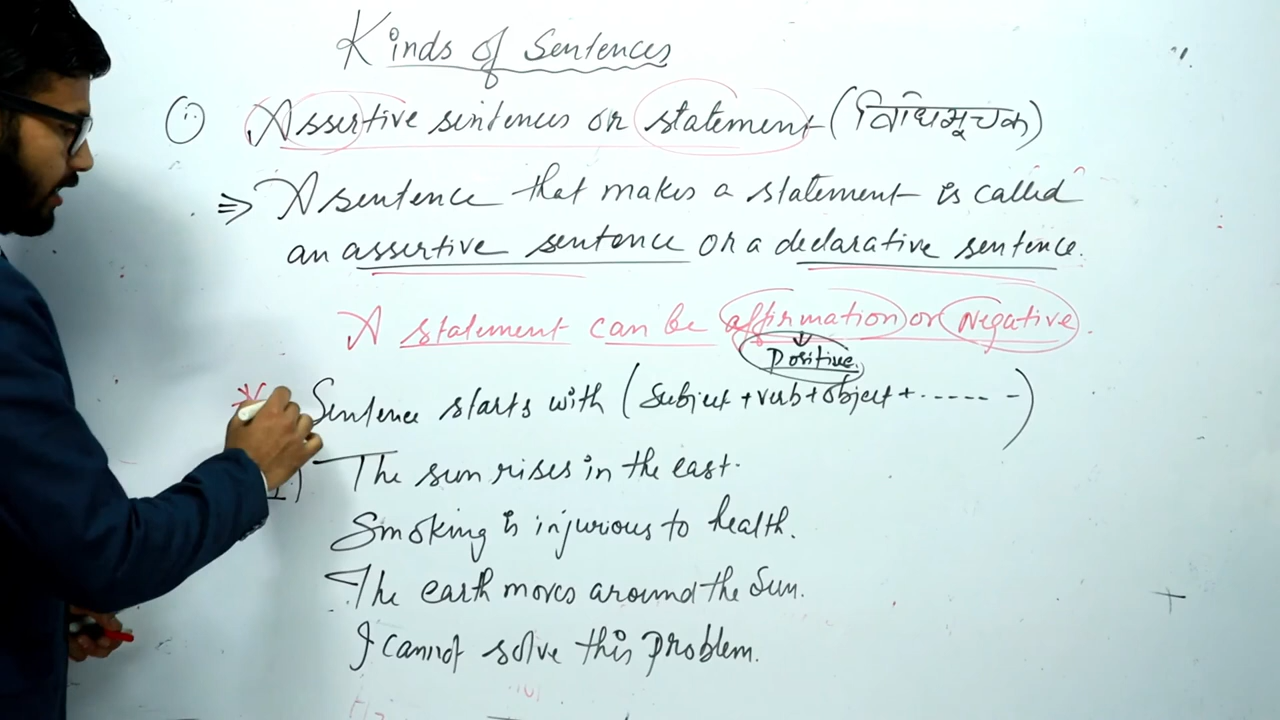 Kinds of Sentences
① Assertive sintences or statement (विधिसूचक)
⇒ A sentence that makes a statement is called
an assertive sentence or a declarative sentence.
A statement can be affirmation or Negative.
↓
Positive.
Sentence starts with (Subject + verb + object + ----- -)
The sun rises in the east.
Smoking is injurious to health.
The earth moves around the Sun.
I cannot solve this problem.